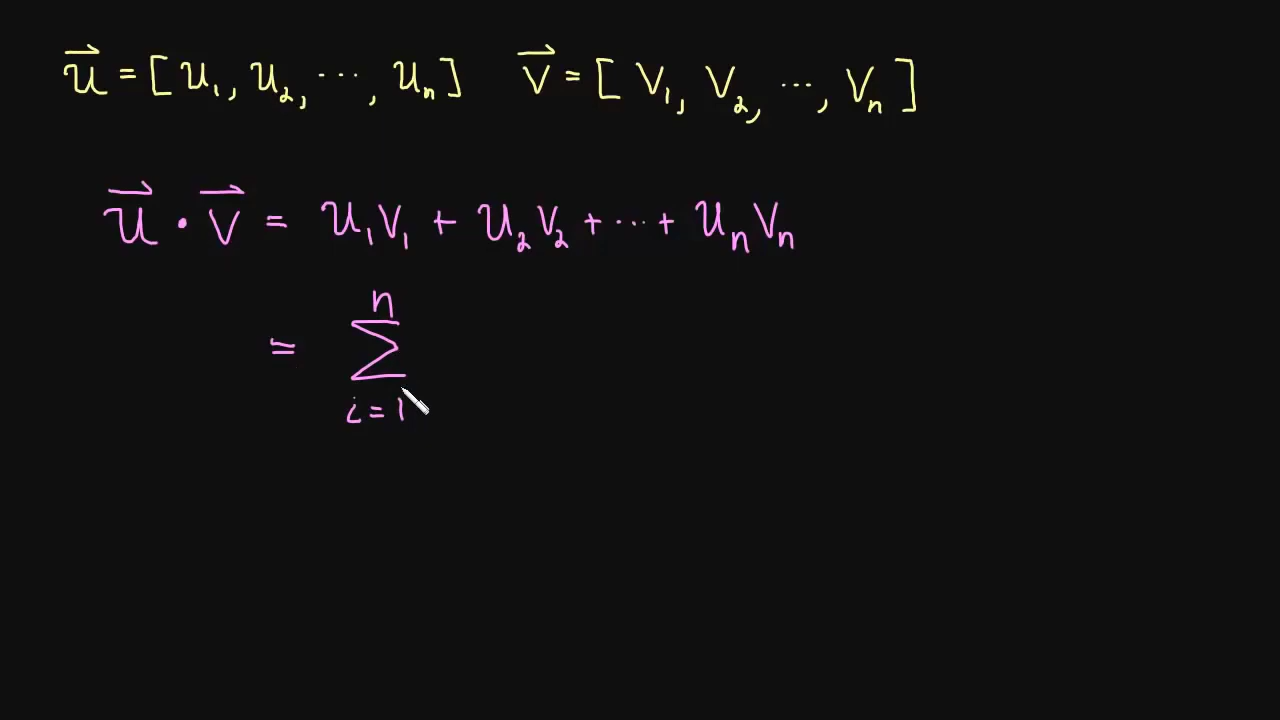 u⃗ = [ u₁, u₂, ⋯, uₙ ] v⃗ = [ v₁, v₂, ⋯, vₙ ]
u⃗ · v⃗ = u₁v₁ + u₂v₂ + ⋯ + uₙvₙ
= ∑ⁿᵢ₌₁